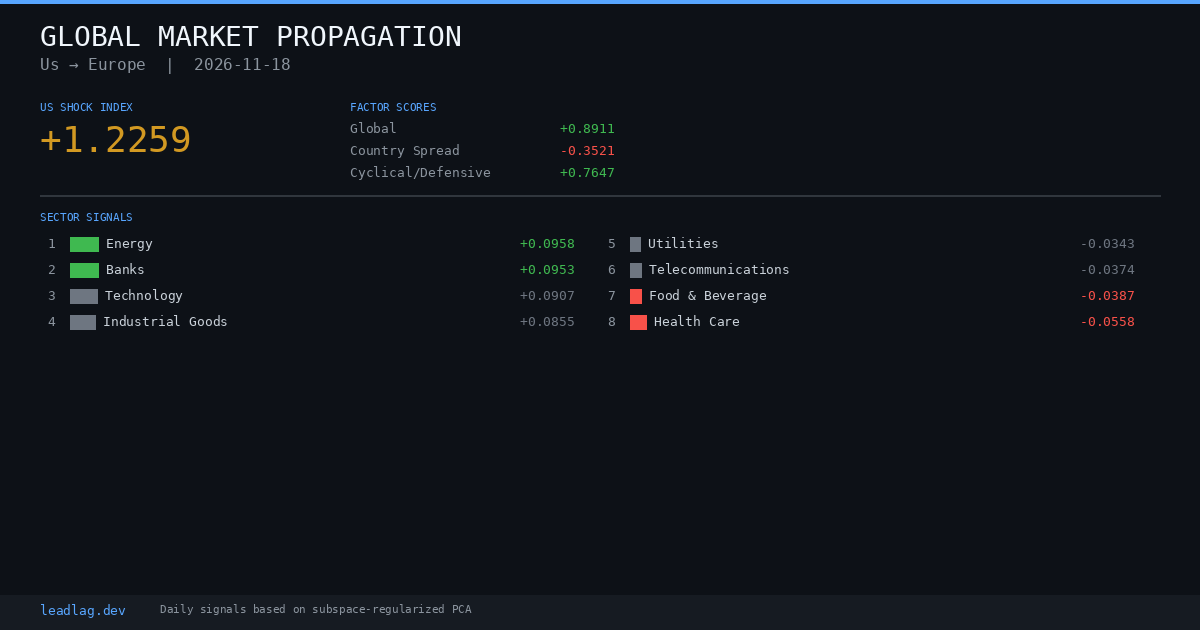 GLOBAL MARKET PROPAGATION
Us → Europe | 2026-11-18
US SHOCK INDEX
+1.2259
FACTOR SCORES
Global +0.8911
Country Spread -0.3521
Cyclical/Defensive +0.7647
SECTOR SIGNALS
1 Energy +0.0958
2 Banks +0.0953
3 Technology +0.0907
4 Industrial Goods +0.0855
5 Utilities -0.0343
6 Telecommunications -0.0374
7 Food & Beverage -0.0387
8 Health Care -0.0558
leadlag.dev Daily signals based on subspace-regularized PCA